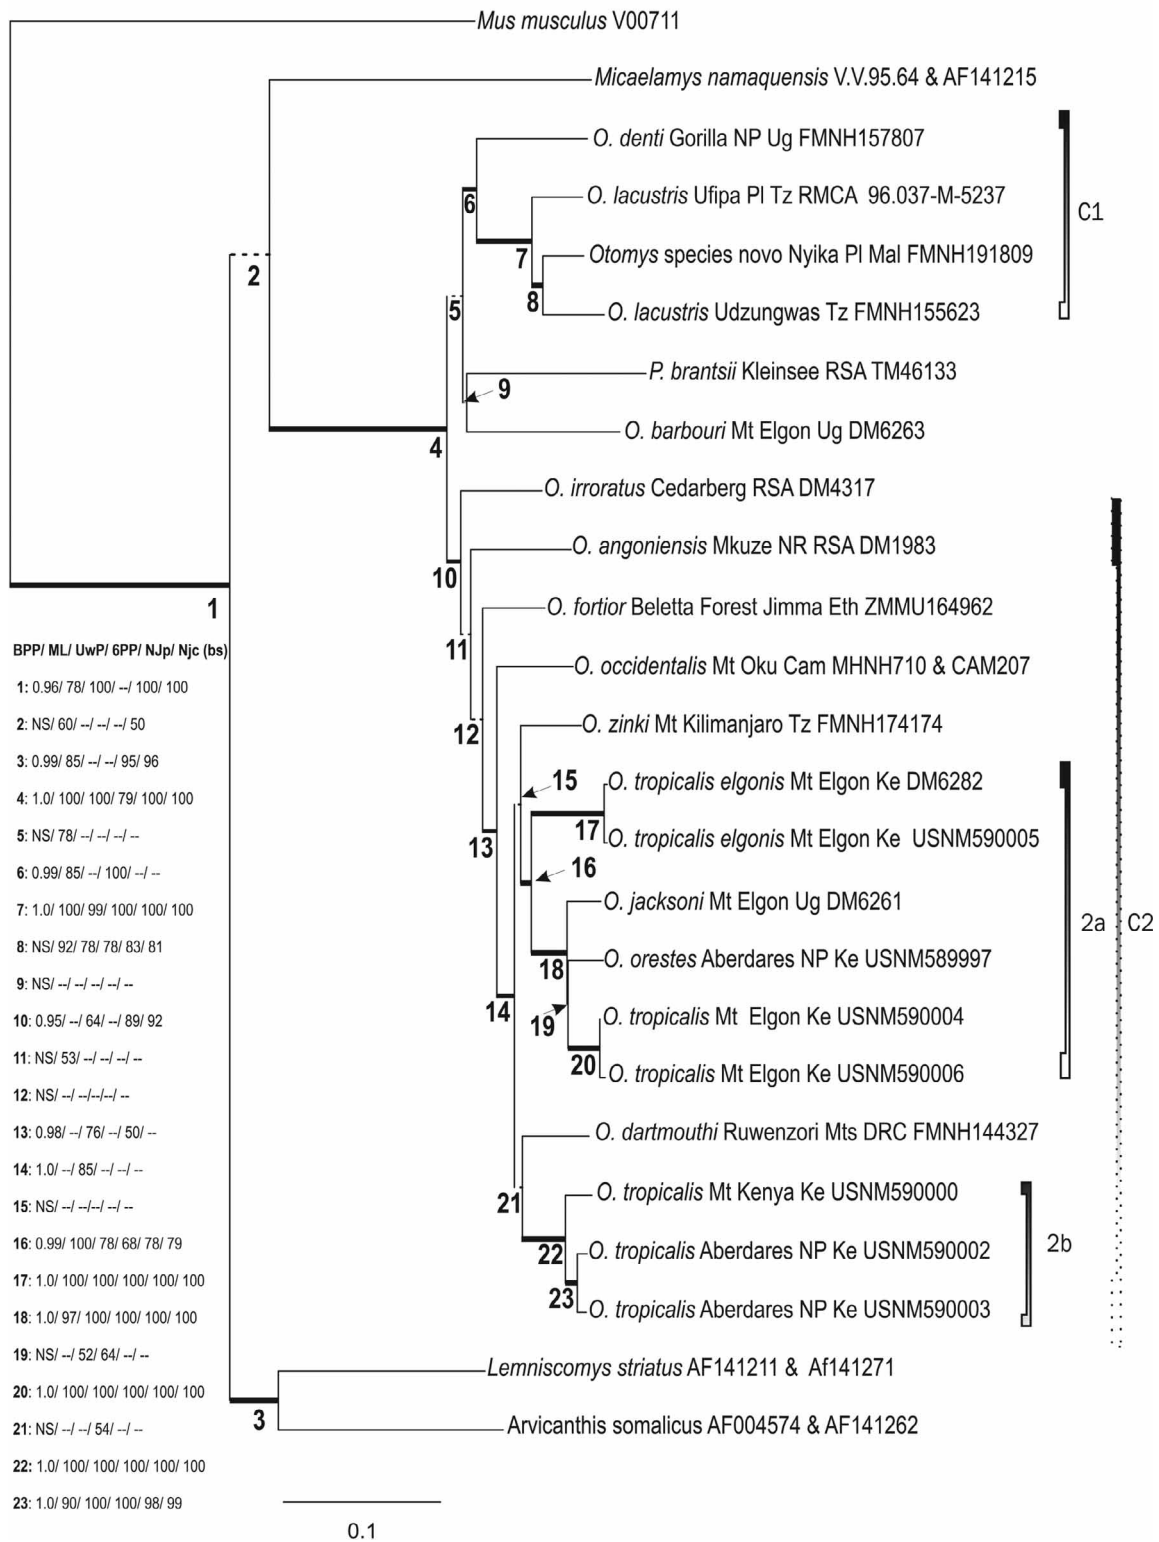 Mus musculus V00711
Micaelamys namaquensis V.V.95.64 & AF141215
O. denti Gorilla NP Ug FMNH157807
O. lacustris Ufipa Pl Tz RMCA 96.037-M-5237
Otomys species novo Nyika Pl Mal FMNH191809
O. lacustris Udzungwas Tz FMNH155623
C1
P. brantsii Kleinsee RSA TM46133
O. barbouri Mt Elgon Ug DM6263
O. irroratus Cedarberg RSA DM4317
O. angoniensis Mkuze NR RSA DM1983
O. fortior Beletta Forest Jimma Eth ZMMU164962
O. occidentalis Mt Oku Cam MHNH710 & CAM207
O. zinki Mt Kilimanjaro Tz FMNH174174
O. tropicalis elgonis Mt Elgon Ke DM6282
O. tropicalis elgonis Mt Elgon Ke USNM590005
O. jacksoni Mt Elgon Ug DM6261
O. orestes Aberdares NP Ke USNM589997
O. tropicalis Mt Elgon Ke USNM590004
O. tropicalis Mt Elgon Ke USNM590006
2a
C2
O. dartmouthi Ruwenzori Mts DRC FMNH144327
O. tropicalis Mt Kenya Ke USNM590000
O. tropicalis Aberdares NP Ke USNM590002
O. tropicalis Aberdares NP Ke USNM590003
2b
Lemniscomys striatus AF141211 & Af141271
Arvicanthis somalicus AF004574 & AF141262
1
2
3
4
5
6
7
8
9
10
11
12
13
14
15
16
17
18
19
20
21
22
23
BPP/ ML/ UwP/ 6PP/ NJp/ Njc (bs)
1: 0.96/ 78/ 100/ --/ 100/ 100
2: NS/ 60/ --/ --/ --/ 50
3: 0.99/ 85/ --/ --/ 95/ 96
4: 1.0/ 100/ 100/ 79/ 100/ 100
5: NS/ 78/ --/ --/ --/ --
6: 0.99/ 85/ --/ 100/ --/ --
7: 1.0/ 100/ 99/ 100/ 100/ 100
8: NS/ 92/ 78/ 78/ 83/ 81
9: NS/ --/ --/ --/ --/ --
10: 0.95/ --/ 64/ --/ 89/ 92
11: NS/ 53/ --/ --/ --/ --
12: NS/ --/ --/--/--/ --
13: 0.98/ --/ 76/ --/ 50/ --
14: 1.0/ --/ 85/ --/ --/ --
15: NS/ --/ --/--/ --/ --
16: 0.99/ 100/ 78/ 68/ 78/ 79
17: 1.0/ 100/ 100/ 100/ 100/ 100
18: 1.0/ 97/ 100/ 100/ 100/ 100
19: NS/ --/ 52/ 64/ --/ --
20: 1.0/ 100/ 100/ 100/ 100/ 100
21: NS/ --/ --/ 54/ --/ --
22: 1.0/ 100/ 100/ 100/ 100/ 100
23: 1.0/ 90/ 100/ 100/ 98/ 99
0.1